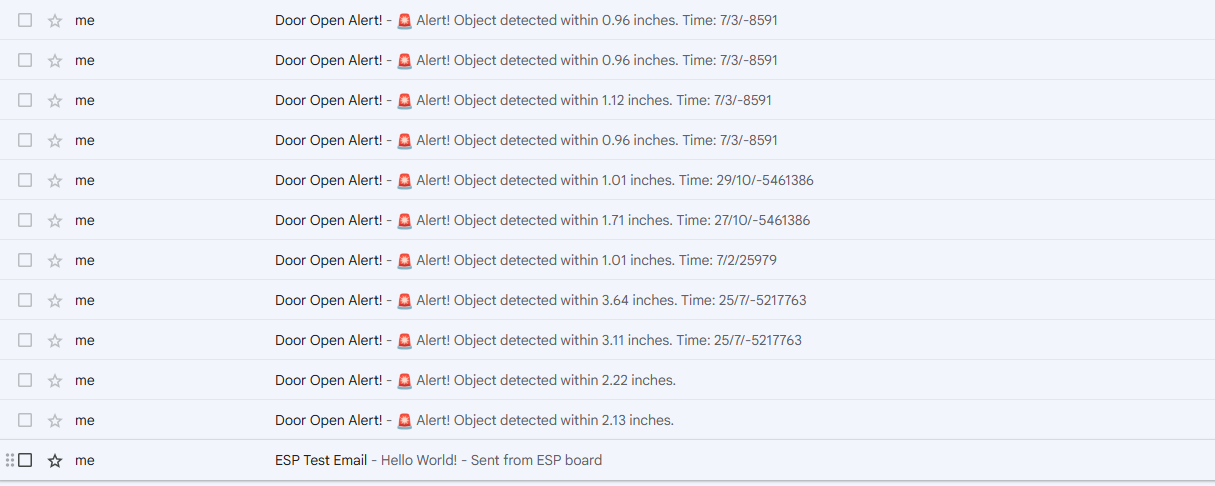 me Door Open Alert! - 🚨 Alert! Object detected within 0.96 inches. Time: 7/3/-8591
me Door Open Alert! - 🚨 Alert! Object detected within 0.96 inches. Time: 7/3/-8591
me Door Open Alert! - 🚨 Alert! Object detected within 1.12 inches. Time: 7/3/-8591
me Door Open Alert! - 🚨 Alert! Object detected within 0.96 inches. Time: 7/3/-8591
me Door Open Alert! - 🚨 Alert! Object detected within 1.01 inches. Time: 29/10/-5461386
me Door Open Alert! - 🚨 Alert! Object detected within 1.71 inches. Time: 27/10/-5461386
me Door Open Alert! - 🚨 Alert! Object detected within 1.01 inches. Time: 7/2/25979
me Door Open Alert! - 🚨 Alert! Object detected within 3.64 inches. Time: 25/7/-5217763
me Door Open Alert! - 🚨 Alert! Object detected within 3.11 inches. Time: 25/7/-5217763
me Door Open Alert! - 🚨 Alert! Object detected within 2.22 inches.
me Door Open Alert! - 🚨 Alert! Object detected within 2.13 inches.
me ESP Test Email - Hello World! - Sent from ESP board